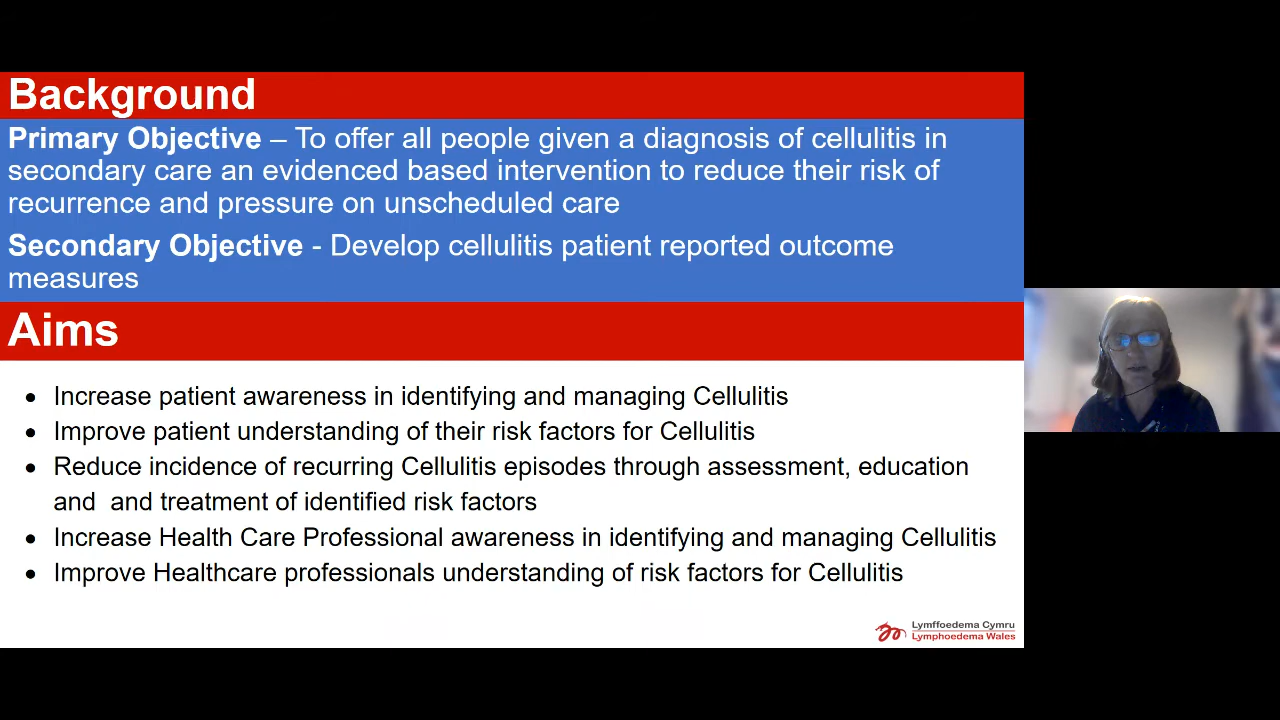 Background
Primary Objective – To offer all people given a diagnosis of cellulitis in
secondary care an evidenced based intervention to reduce their risk of
recurrence and pressure on unscheduled care
Secondary Objective - Develop cellulitis patient reported outcome
measures
Aims
• Increase patient awareness in identifying and managing Cellulitis
• Improve patient understanding of their risk factors for Cellulitis
• Reduce incidence of recurring Cellulitis episodes through assessment, education
and  and treatment of identified risk factors
• Increase Health Care Professional awareness in identifying and managing Cellulitis
• Improve Healthcare professionals understanding of risk factors for Cellulitis
Lymffoedema Cymru
Lymphoedema Wales